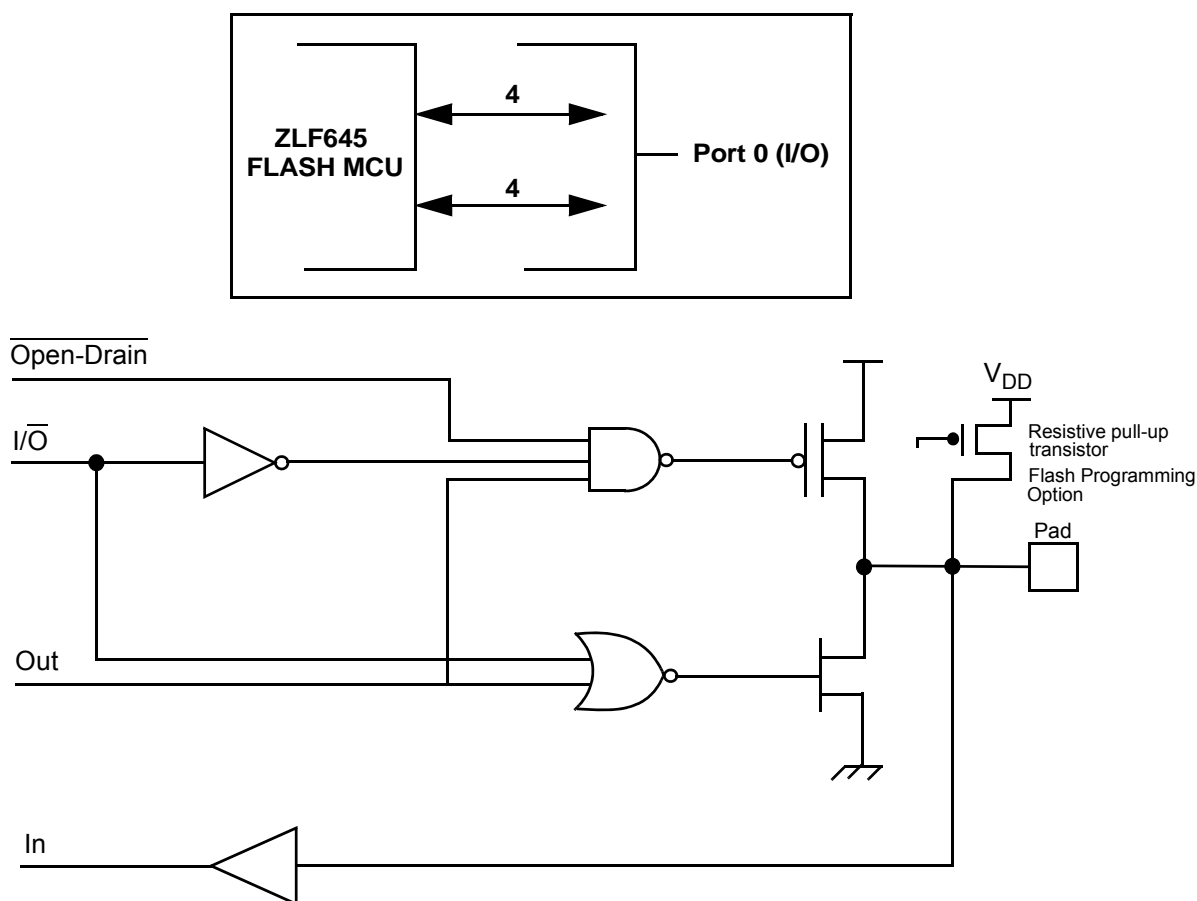 4
ZLF645
FLASH MCU
Port 0 (I/O)
4
Open-Drain
VDD
I/O
Resistive pull-up
transistor
Flash Programming
Option
Pad
Out
In